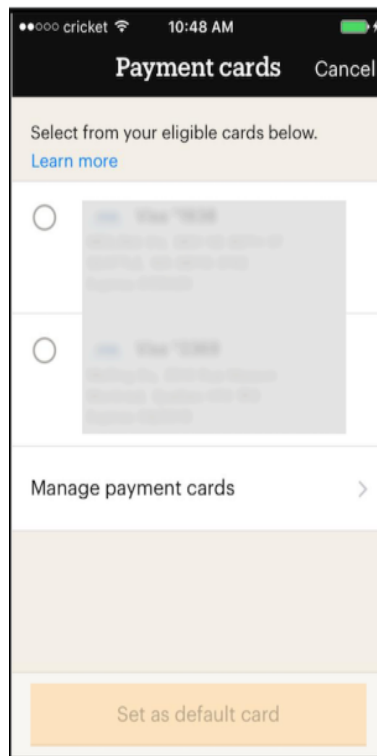 cricket 10:48 AM
Payment cards Cancel
Select from your eligible cards below.
Learn more
Manage payment cards
Set as default card